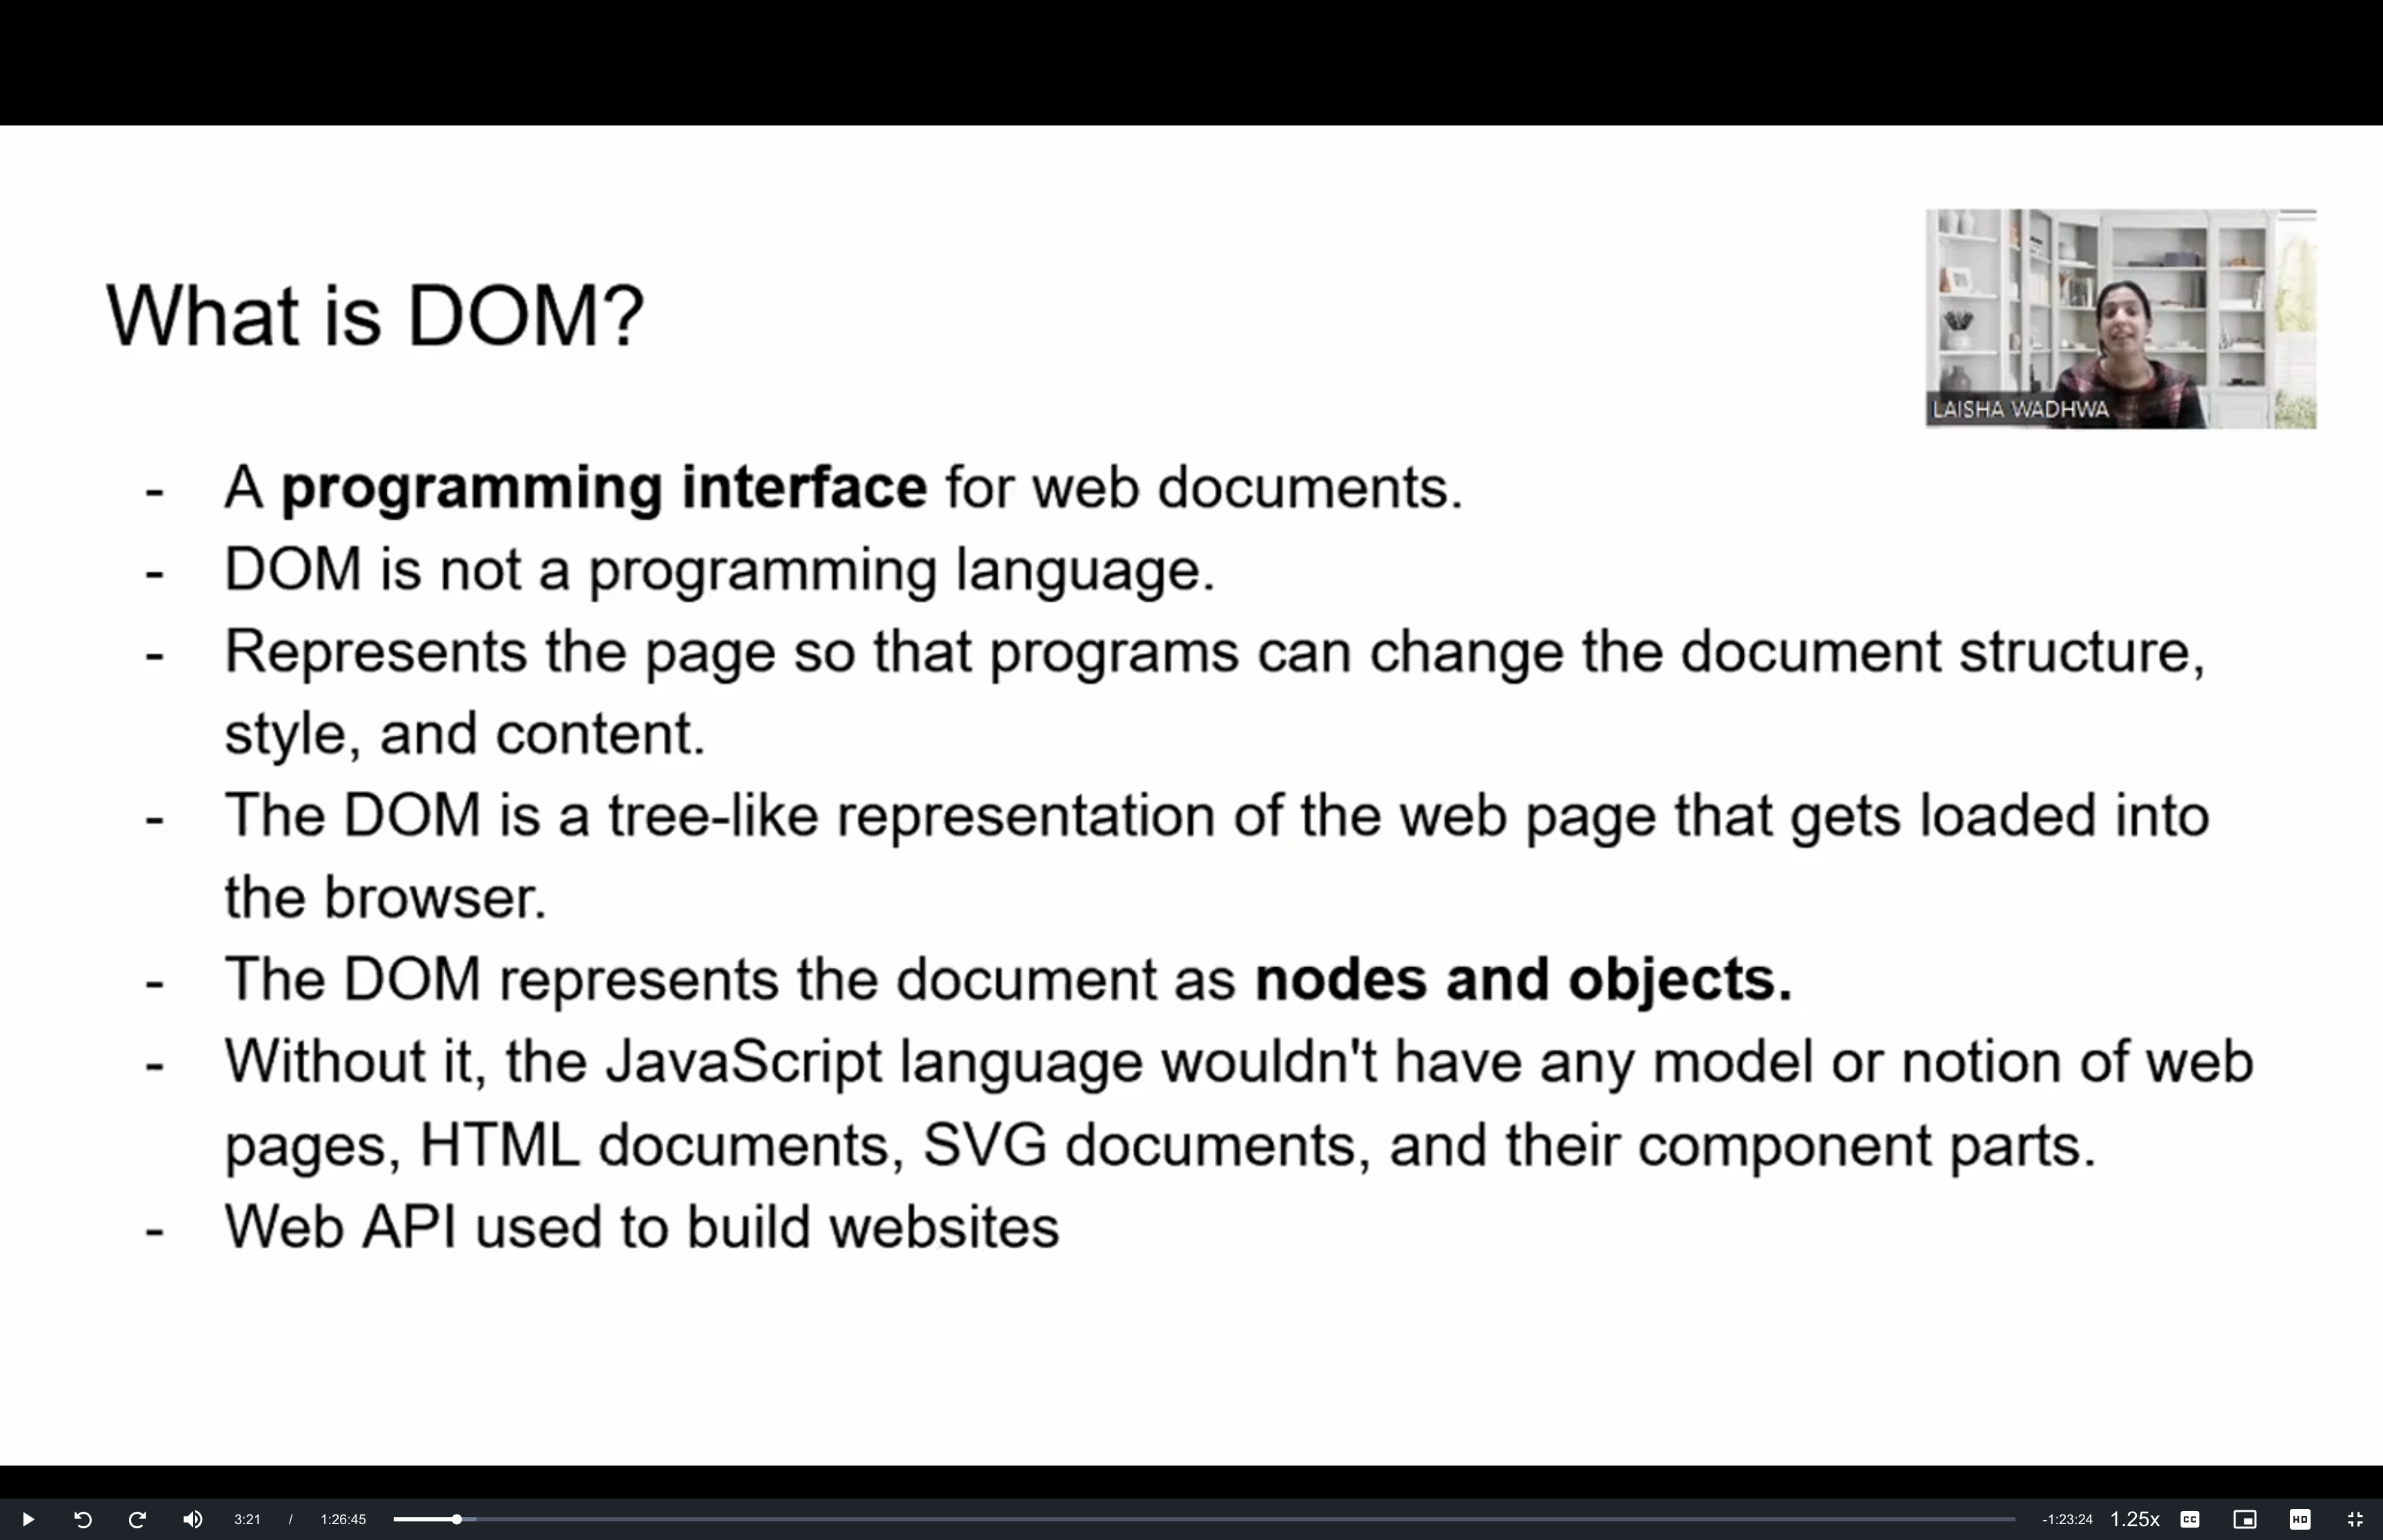 What is DOM?
LAISHA WADHWA
- A programming interface for web documents.
- DOM is not a programming language.
- Represents the page so that programs can change the document structure,
style, and content.
- The DOM is a tree-like representation of the web page that gets loaded into
the browser.
- The DOM represents the document as nodes and objects.
- Without it, the JavaScript language wouldn't have any model or notion of web
pages, HTML documents, SVG documents, and their component parts.
- Web API used to build websites
3:21 / 1:26:45 -1:23:24 1.25x CC HD